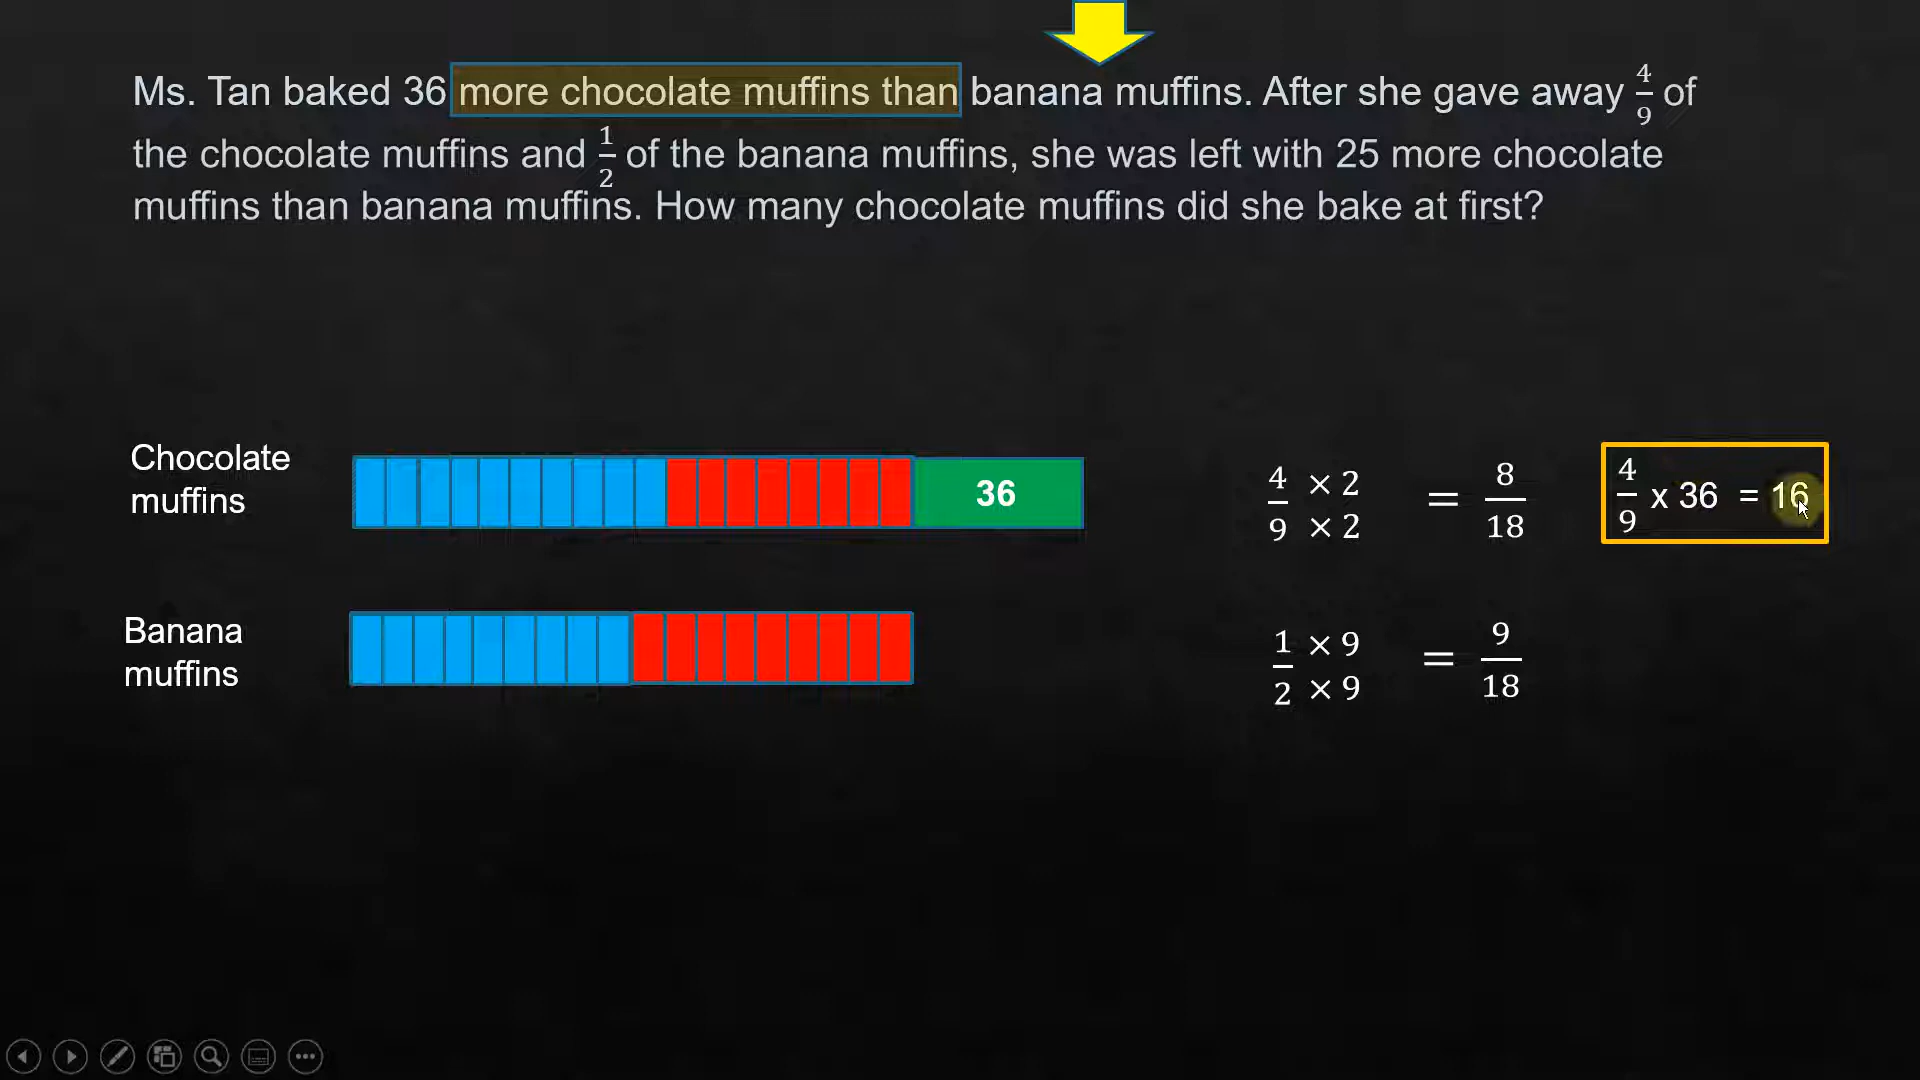 Ms. Tan baked 36 more chocolate muffins than banana muffins. After she gave away 4/9 of
the chocolate muffins and 1/2 of the banana muffins, she was left with 25 more chocolate
muffins than banana muffins. How many chocolate muffins did she bake at first?
Chocolate
muffins
36
4/9 × 2 × 2 = 8/18
4/9 x 36 = 16
Banana
muffins
1/2 × 9 × 9 = 9/18